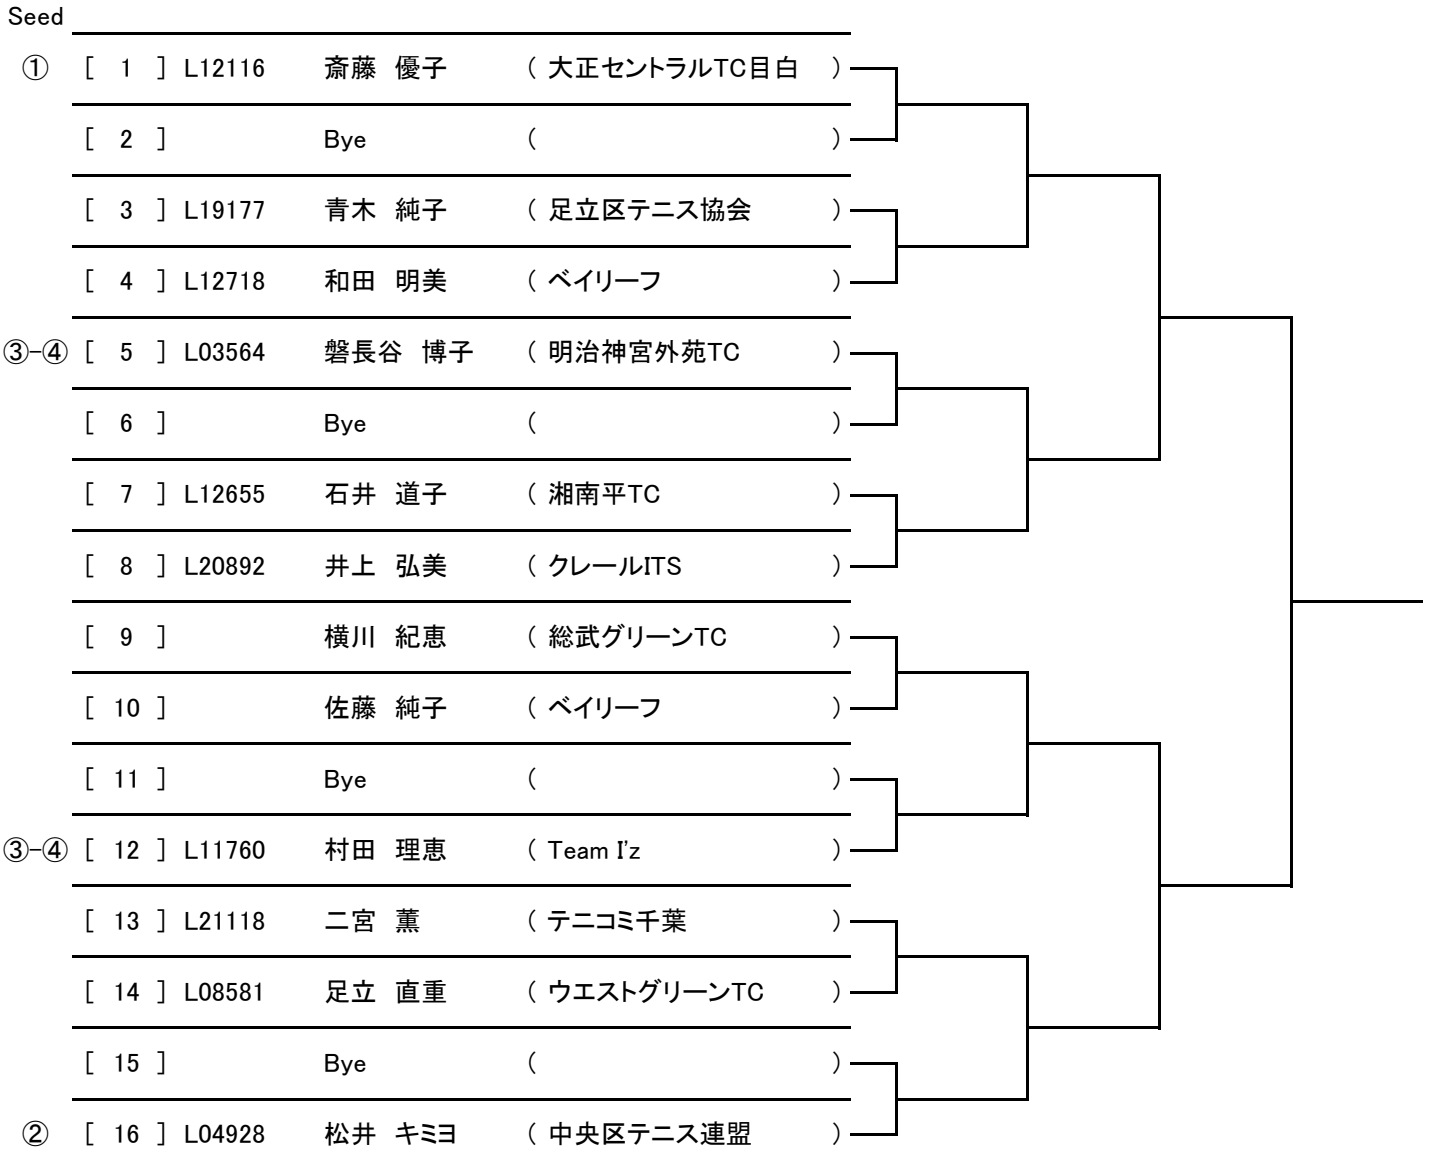 Seed
① [ 1 ] L12116 斎藤 優子 ( 大正セントラルTC目白 )
[ 2 ] Bye ( )
[ 3 ] L19177 青木 純子 ( 足立区テニス協会 )
[ 4 ] L12718 和田 明美 ( ベイリーフ )
③-④ [ 5 ] L03564 磐長谷 博子 ( 明治神宮外苑TC )
[ 6 ] Bye ( )
[ 7 ] L12655 石井 道子 ( 湘南平TC )
[ 8 ] L20892 井上 弘美 ( クレールITS )
[ 9 ] 横川 紀恵 ( 総武グリーンTC )
[ 10 ] 佐藤 純子 ( ベイリーフ )
[ 11 ] Bye ( )
③-④ [ 12 ] L11760 村田 理恵 ( Team I'z )
[ 13 ] L21118 二宮 薫 ( テニコミ千葉 )
[ 14 ] L08581 足立 直重 ( ウエストグリーンTC )
[ 15 ] Bye ( )
② [ 16 ] L04928 松井 キミヨ ( 中央区テニス連盟 )